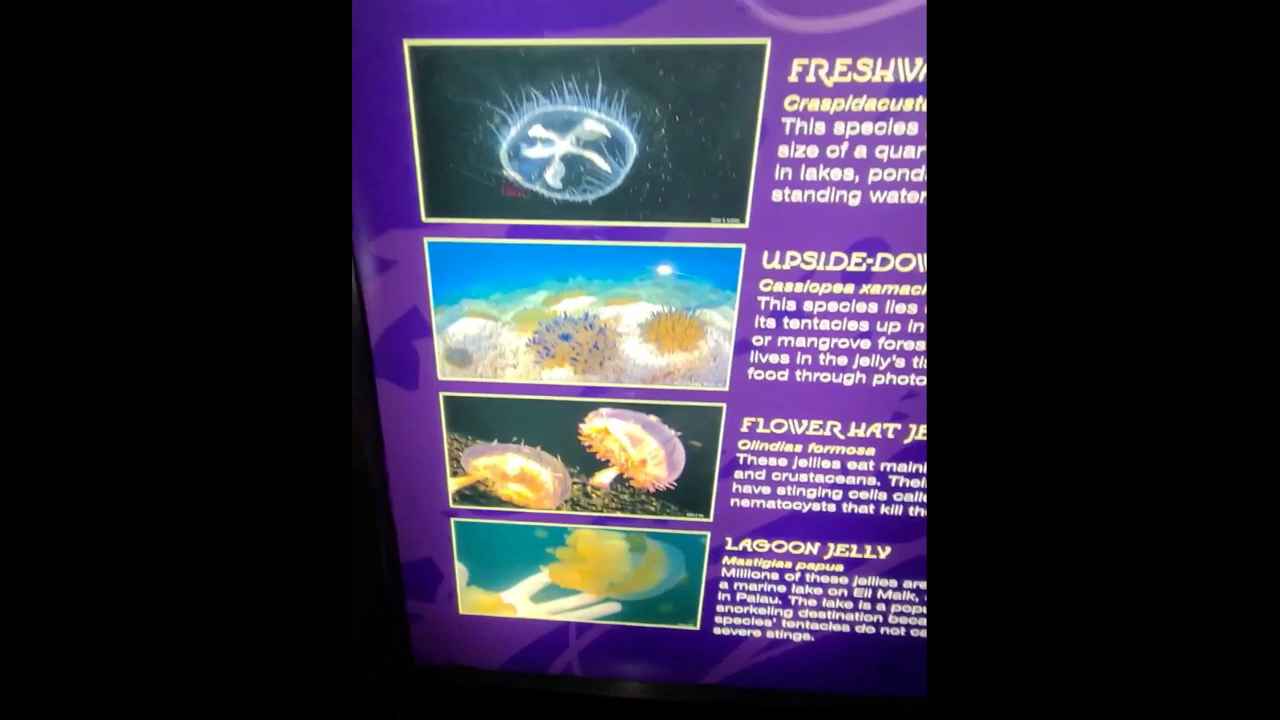 FRESHW
Craspidacust
This species
size of a quar
in lakes, pond
standing water
UPSIDE-DOW
Cassiopea xamac
This species lies
its tentacles up in
or mangrove fores
lives in the jelly's ti
food through photo
FLOWER HAT JE
Olindias formosa
These jellies eat main
and crustaceans. Thei
have stinging cells calle
nematocysts that kill th
LAGOON JELLY
Mastigias papua
Millions of these jellies are
a marine lake on Eil Malk,
in Palau. The lake is a popu
snorkeling destination beca
species' tentacles do not ca
severe stings.